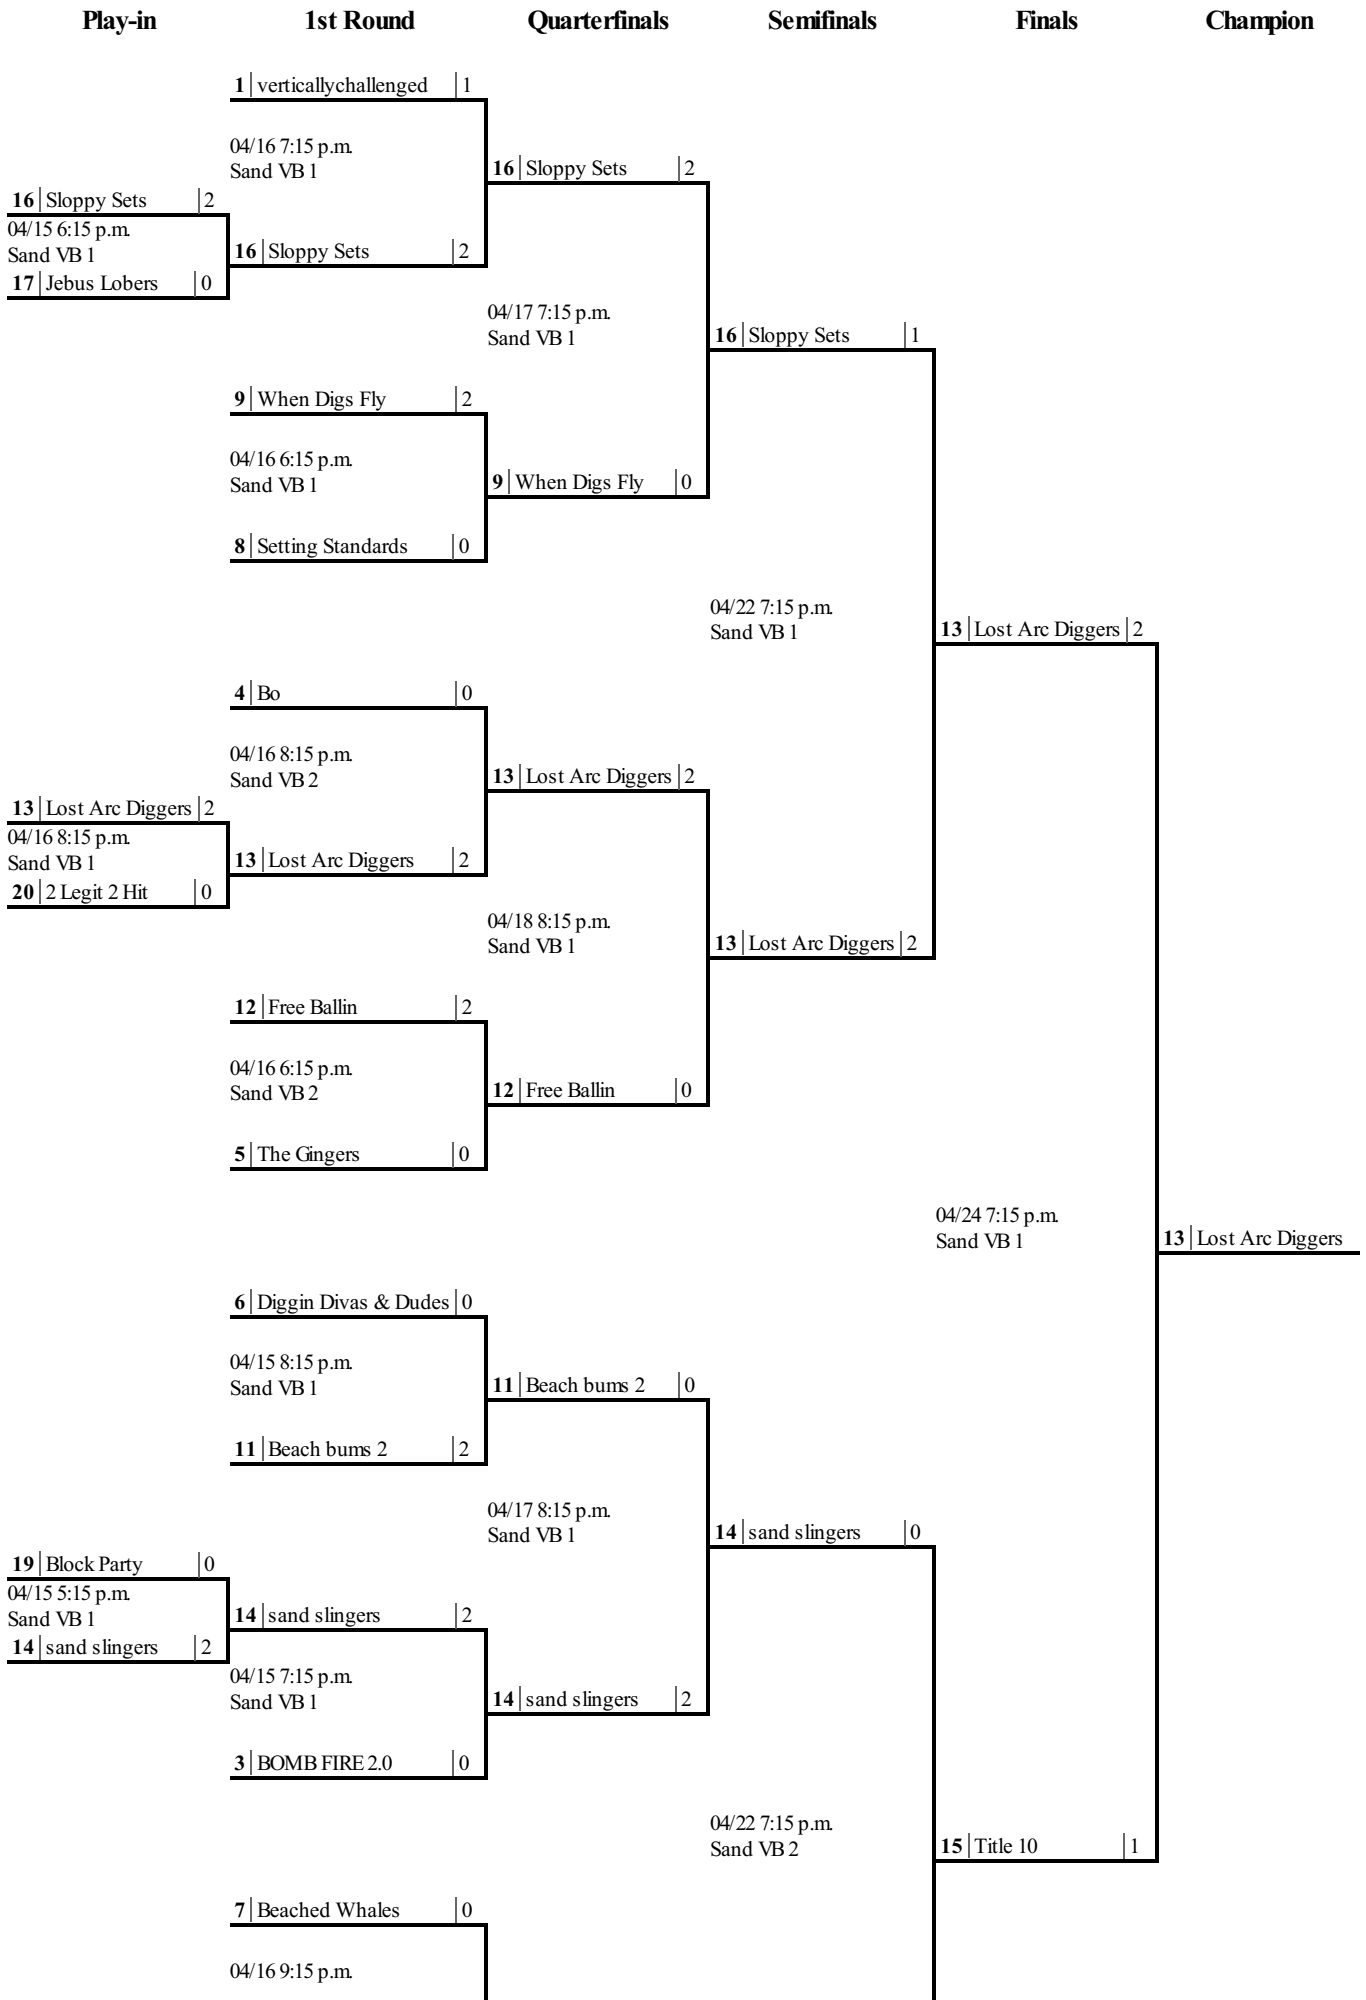 Play-in 1st Round Quarterfinals Semifinals Finals Champion
1 verticallychallenged 1
04/16 7:15 p.m.
Sand VB 1
16 Sloppy Sets 2
16 Sloppy Sets 2
04/15 6:15 p.m.
Sand VB 1
16 Sloppy Sets 2
17 Jebus Lobers 0
04/17 7:15 p.m.
Sand VB 1
16 Sloppy Sets 1
9 When Digs Fly 2
04/16 6:15 p.m.
Sand VB 1
9 When Digs Fly 0
8 Setting Standards 0
04/22 7:15 p.m.
Sand VB 1
13 Lost Arc Diggers 2
4 Bo 0
04/16 8:15 p.m.
Sand VB 2
13 Lost Arc Diggers 2
13 Lost Arc Diggers 2
04/16 8:15 p.m.
Sand VB 1
13 Lost Arc Diggers 2
20 2 Legit 2 Hit 0
04/18 8:15 p.m.
Sand VB 1
13 Lost Arc Diggers 2
12 Free Ballin 2
04/16 6:15 p.m.
Sand VB 2
12 Free Ballin 0
5 The Gingers 0
04/24 7:15 p.m.
Sand VB 1
13 Lost Arc Diggers
6 Diggin Divas & Dudes 0
04/15 8:15 p.m.
Sand VB 1
11 Beach bums 2 0
11 Beach bums 2 2
04/17 8:15 p.m.
Sand VB 1
14 sand slingers 0
19 Block Party 0
04/15 5:15 p.m.
Sand VB 1
14 sand slingers 2
14 sand slingers 2
04/15 7:15 p.m.
Sand VB 1
14 sand slingers 2
3 BOMB FIRE 2.0 0
04/22 7:15 p.m.
Sand VB 2
15 Title 10 1
7 Beached Whales 0
04/16 9:15 p.m.